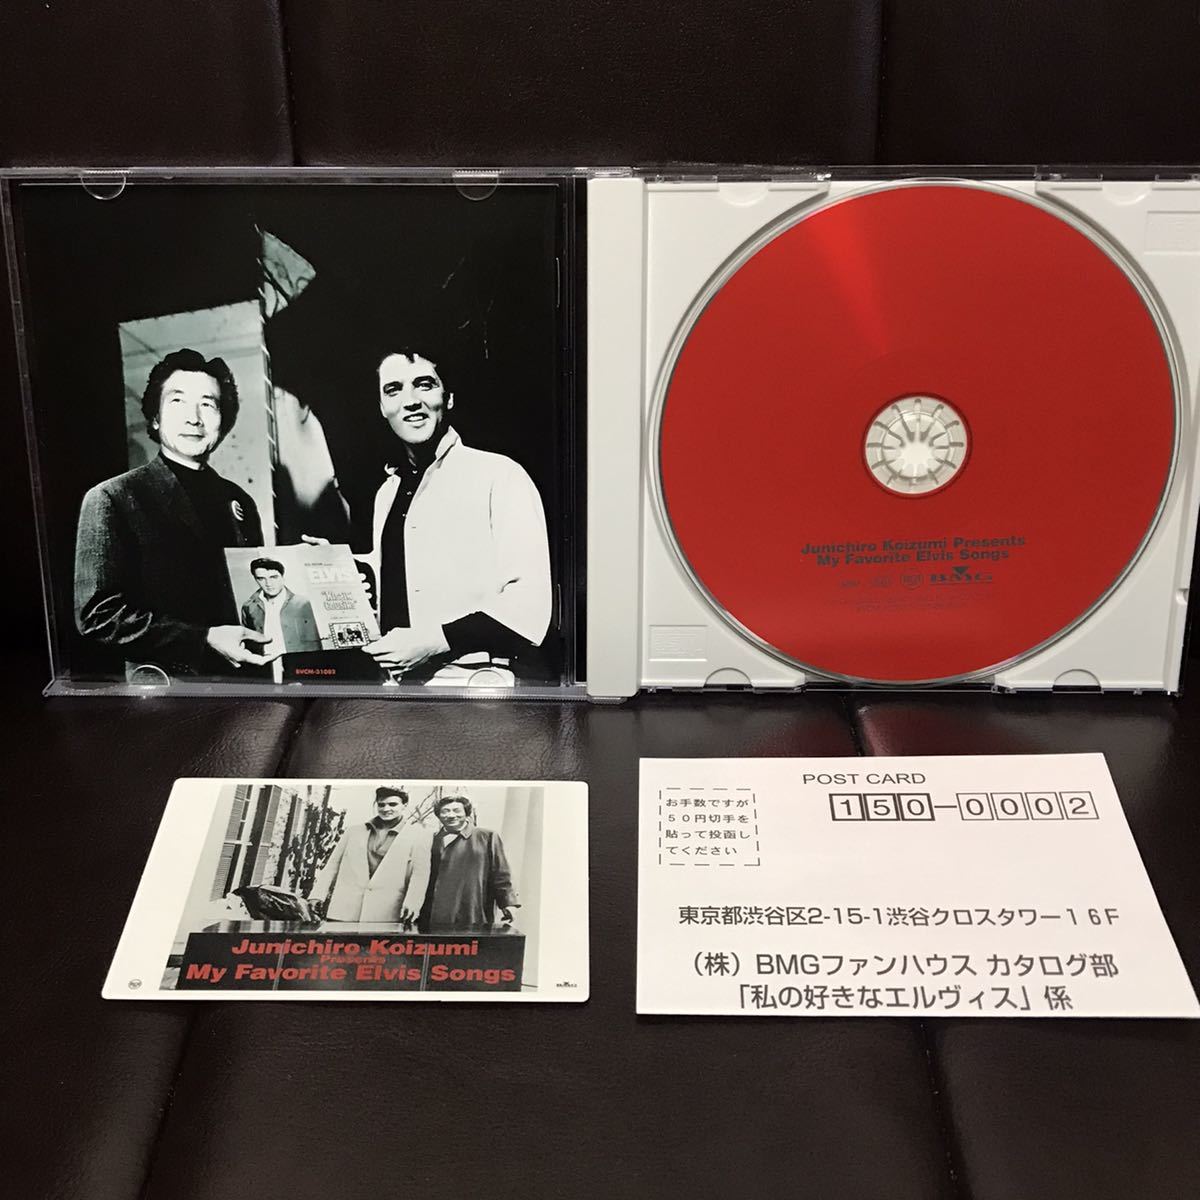 ELVIS
"Kissin' Cousins"
BVCM-31082
Junichiro Koizumi Presents
My Favorite Elvis Songs
BMG
Junichiro Koizumi
Presents
My Favorite Elvis Songs
POST CARD
150-0002
お手数ですが
50円切手を
貼って投函し
てください
東京都渋谷区2-15-1渋谷クロスタワー16F
(株)BMGファンハウス カタログ部
「私の好きなエルヴィス」係